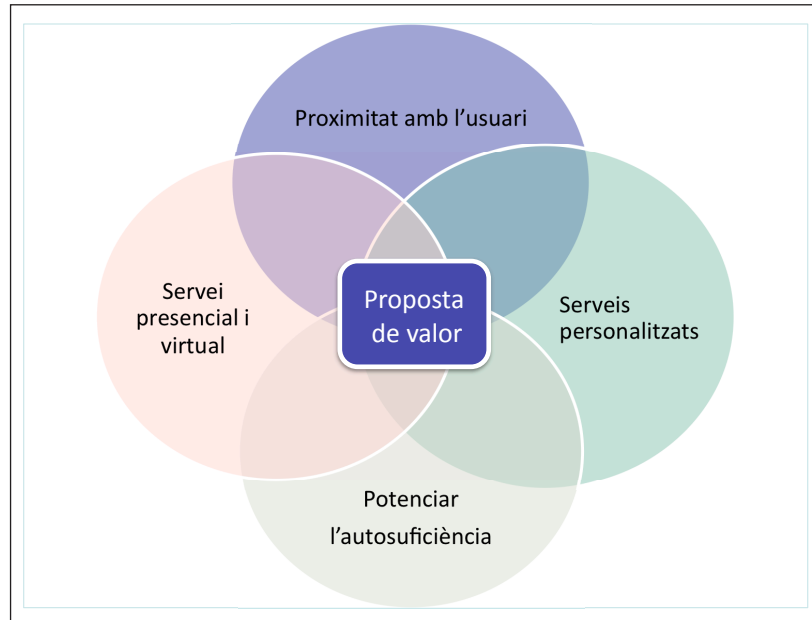 Proximitat amb l’usuari
Servei
presencial i
virtual
Proposta
de valor
Serveis
personalitzats
Potenciar
l’autosuficiència